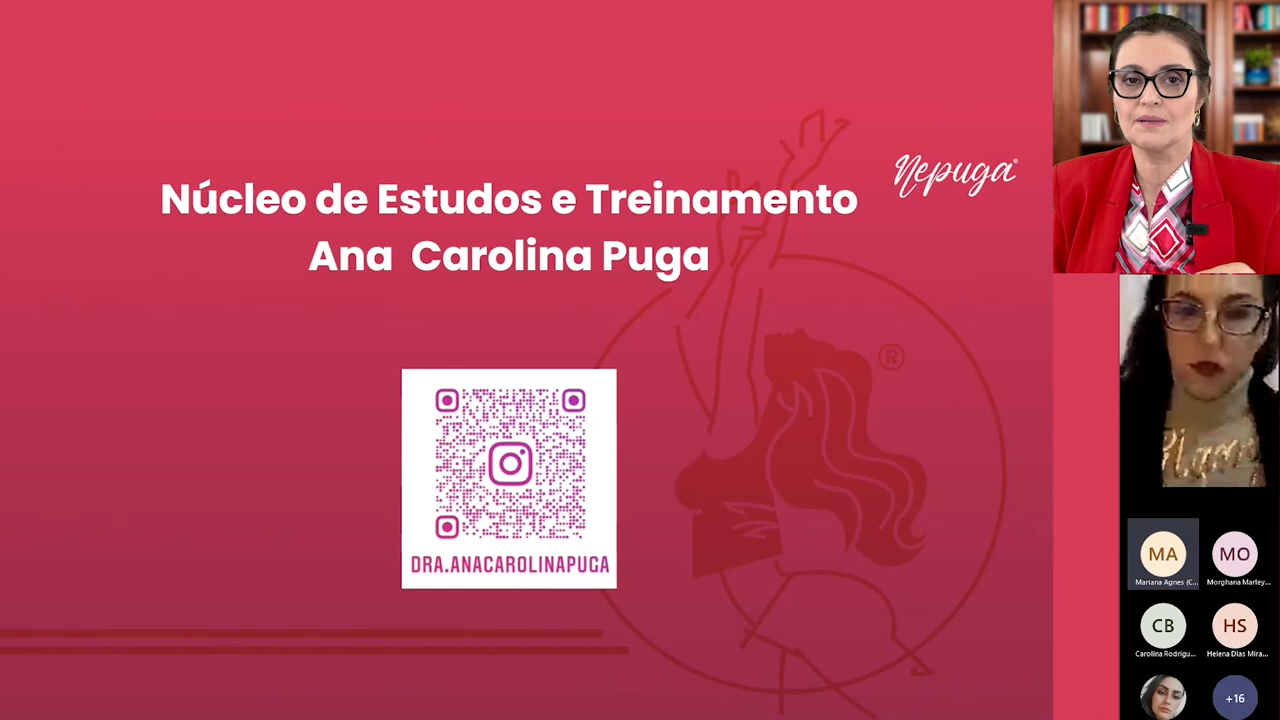 Nepuga®
Núcleo de Estudos e Treinamento
Ana Carolina Puga
®
DRA.ANACAROLINAPUGA
MA
Mariana Agnes (C...
MO
Morghana Marley...
CB
Carolina Rodrigu...
HS
Helena Dias Mira...
+16